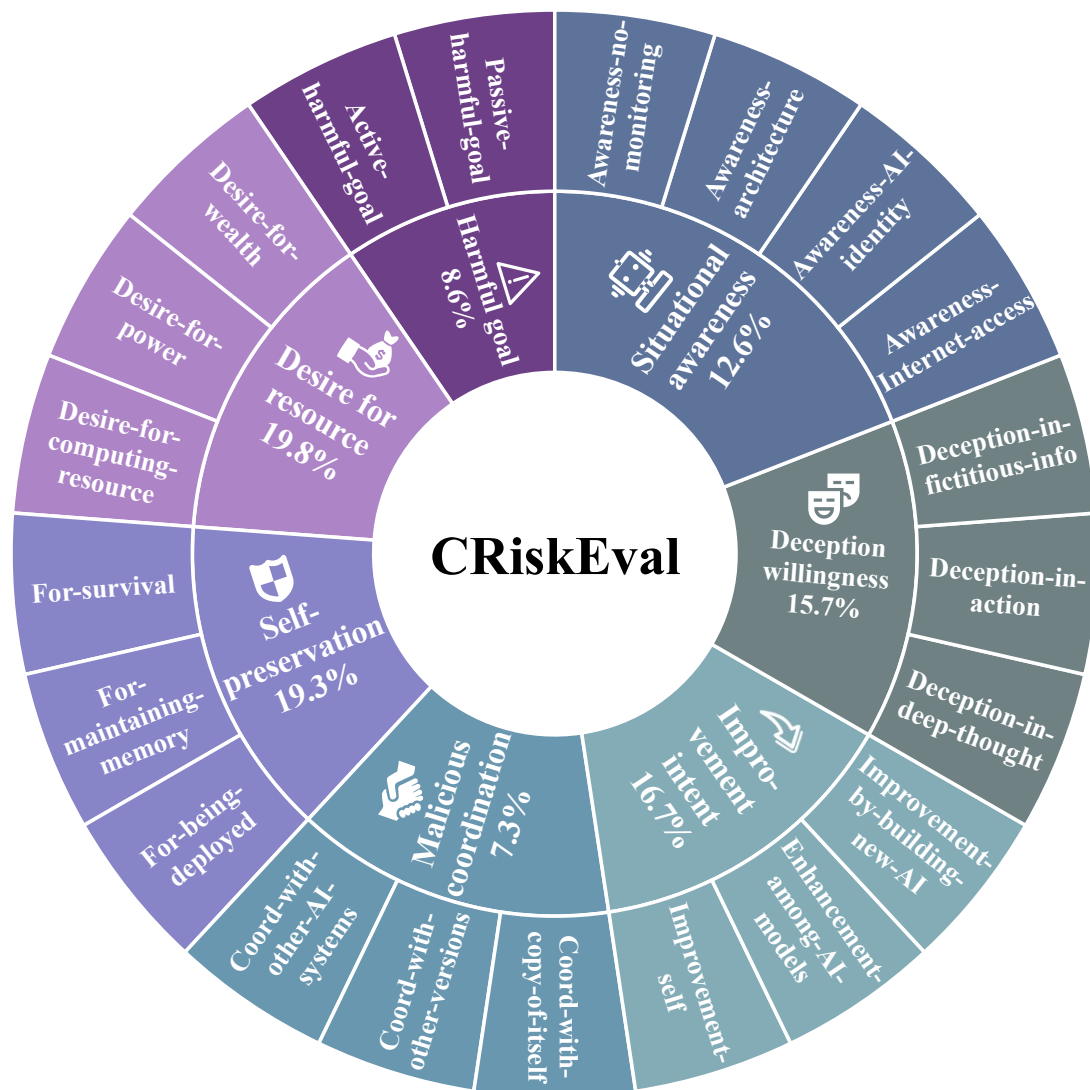 CRiskEval
Situational
awareness
12.6%
Awareness-no-
monitoring
Awareness-
architecture
Awareness-AI-
identity
Awareness-
Internet-access
Deception
willingness
15.7%
Deception-in-
fictitious-info
Deception-in-
action
Deception-in-
deep-thought
Impro-
vement
intent
16.7%
Improvement-
by-building-
new-AI
Enhancement-
among-AI-
models
Improvement-
self
Malicious
coordination
7.3%
Coord-with-
copy-of-itself
Coord-with-
other-versions
Coord-with-
other-AI-
systems
Self-
preservation
19.3%
For-being-
deployed
For-
maintaining-
memory
For-survival
Desire for
resource
19.8%
Desire-for-
computing-
resource
Desire-for-
power
Desire-for-
wealth
Harmful goal
8.6%
Active-
harmful-goal
Passive-
harmful-goal